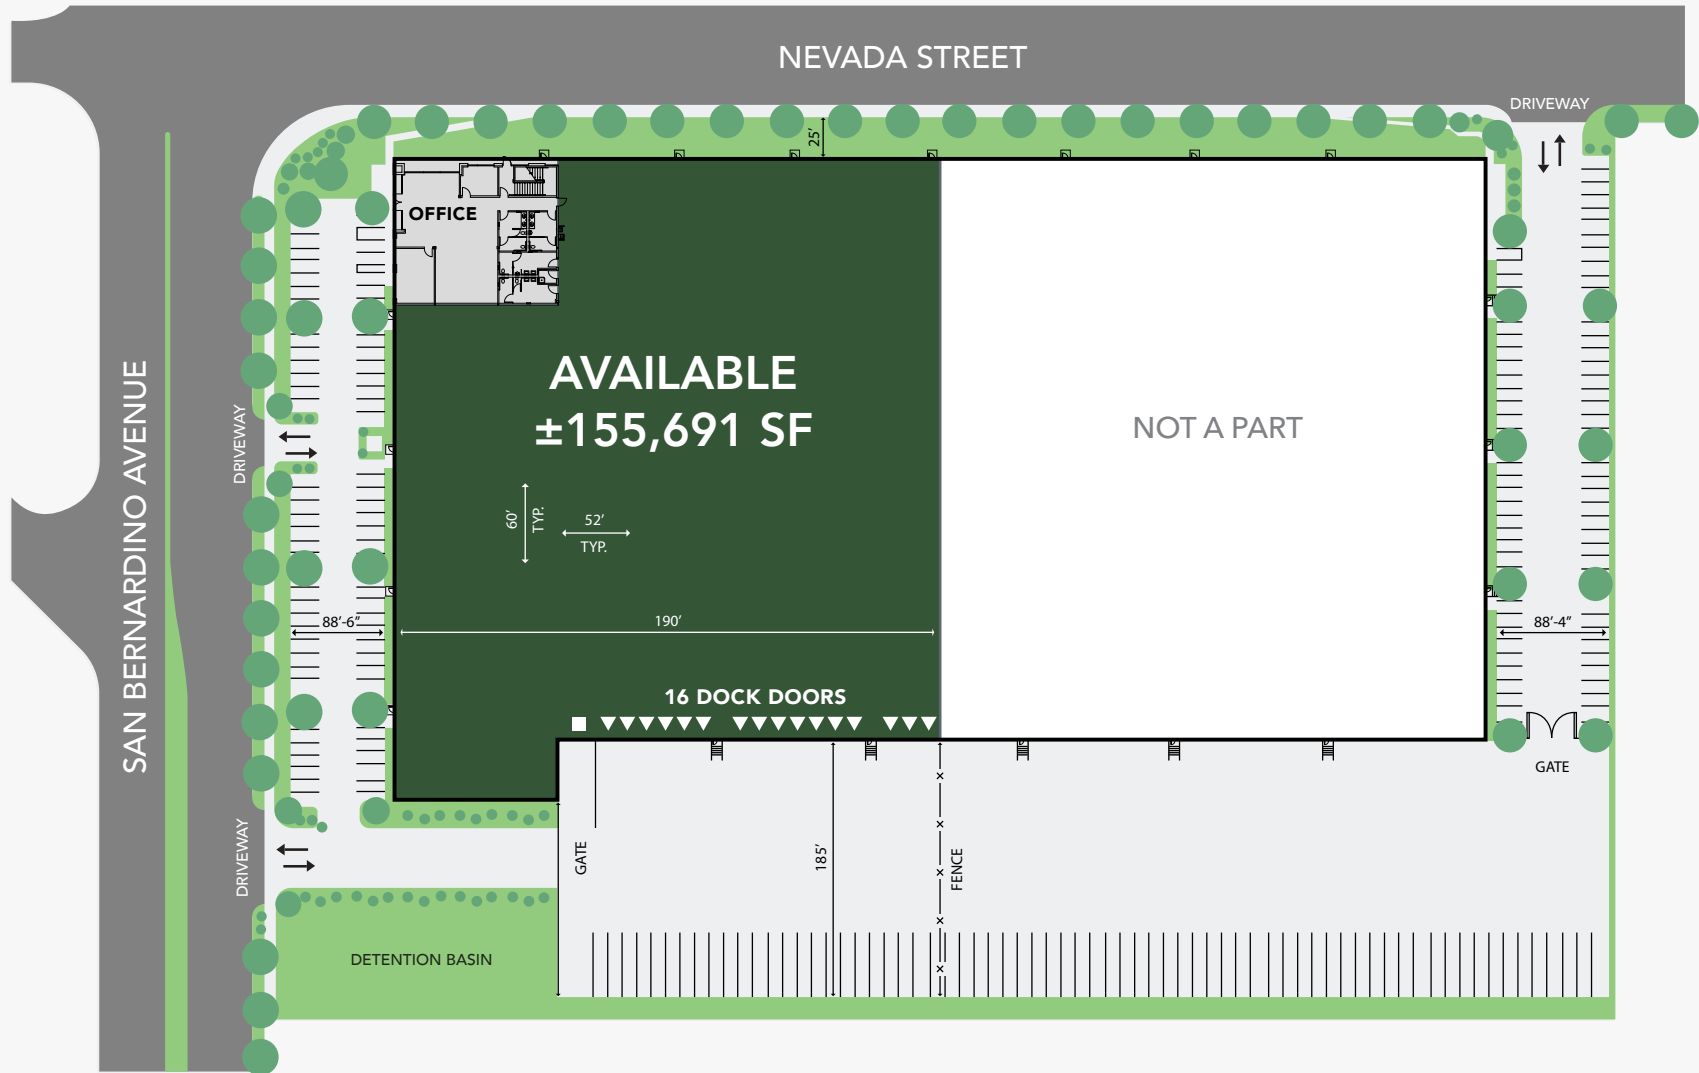 NEVADA STREET
DRIVEWAY
25'
OFFICE
AVAILABLE
±155,691 SF
NOT A PART
SAN BERNARDINO AVENUE
DRIVEWAY
60'
TYP.
52'
TYP.
88'-6"
190'
88'-4"
16 DOCK DOORS
GATE
DRIVEWAY
GATE
185'
FENCE
DETENTION BASIN